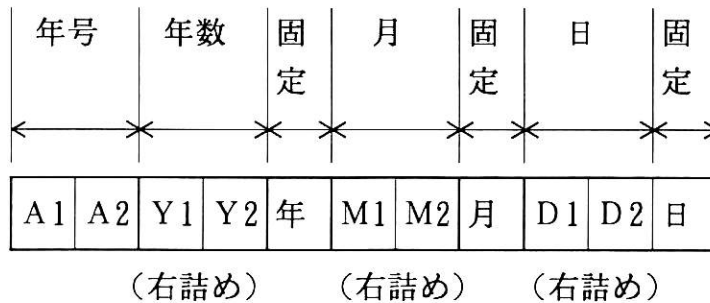 年号 年数 固定 月 固定 日 固定
A1 A2 Y1 Y2 年 M1 M2 月 D1 D2 日
(右詰め) (右詰め) (右詰め)